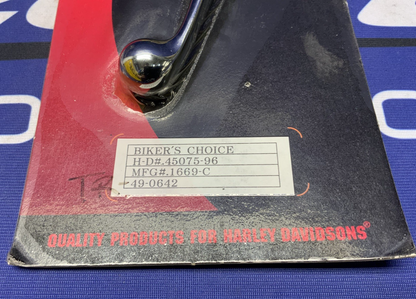 BIKER'S CHOICE
H-D#.45075-96
MFG#.1669-C
49-0642
QUALITY PRODUCTS FOR HARLEY DAVIDSONS®